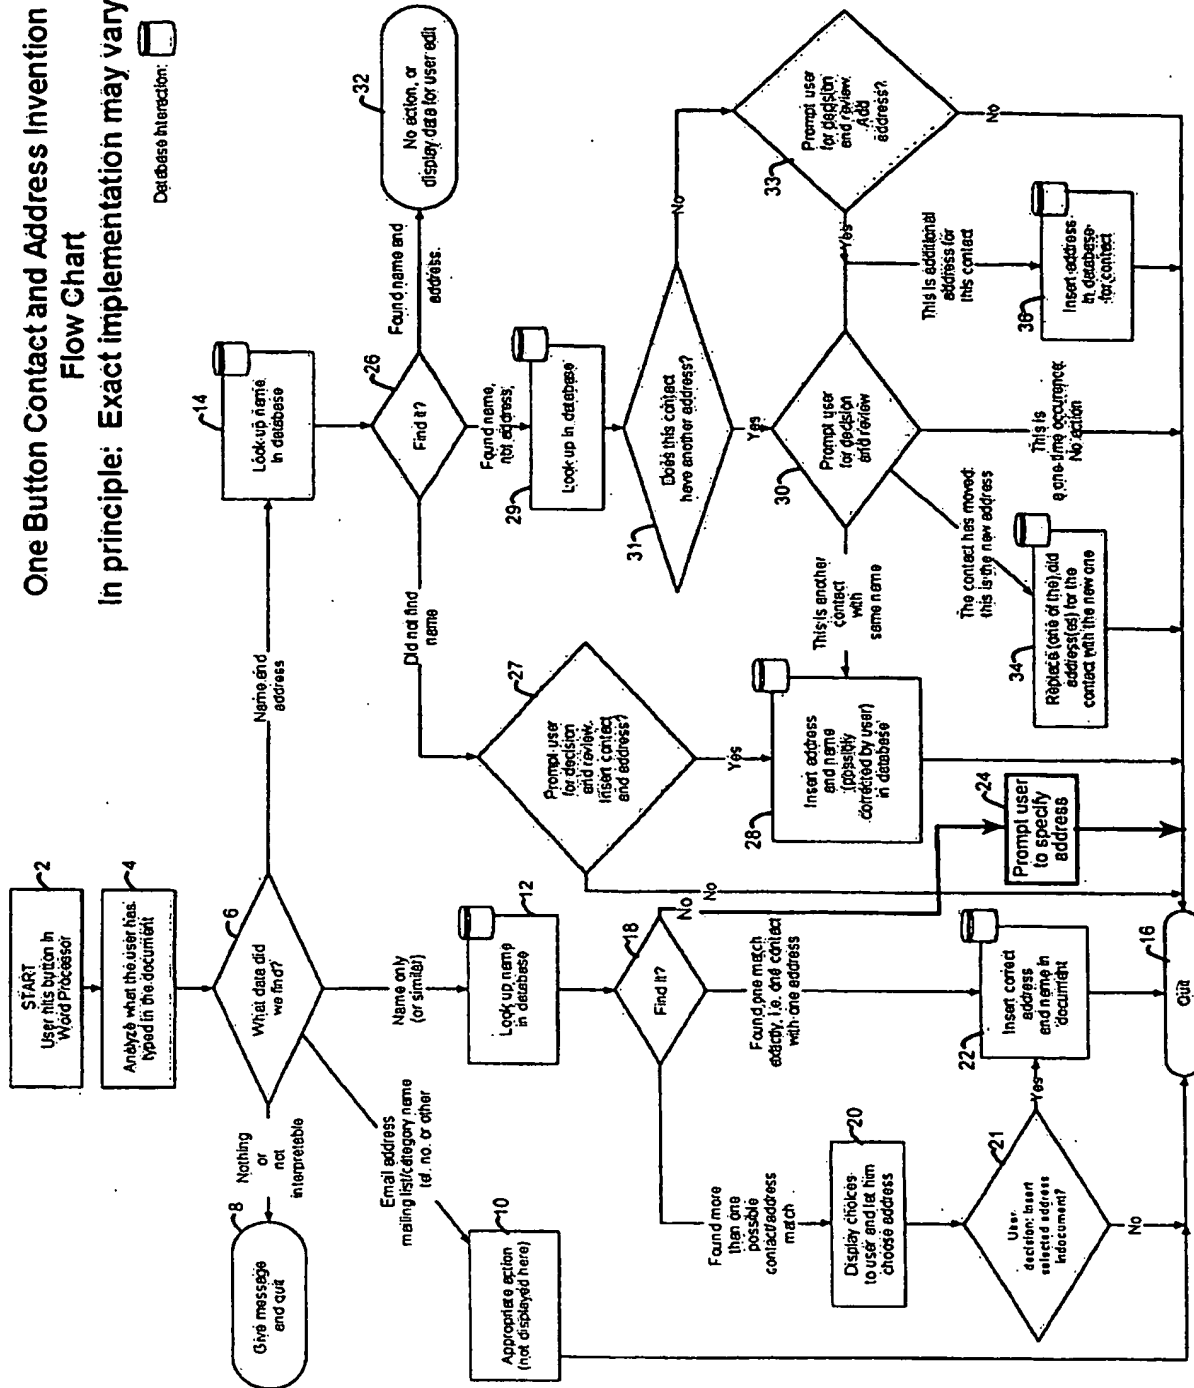 One Button Contact and Address Invention
Flow Chart
In principle: Exact implementation may vary
Database Interaction:
2
START
User hits button In
Word Processor
4
Analyze what the user has
typed in the document
6
What data did
we find?
Nothing
or
not
interpretable
8
Give message
and quit
Email address
mailing list/category name
tel. no. or other
10
Appropriate action
(not displayed here)
Name only
(or similar)
12
Look up name
in database
Name and
address
14
Look up name
In database
18
Find It?
Found more
than one
possible
contact/address
match
20
Display choices
to user and let him
choose address
21
User
decision: Insert
selected address
In document?
Yes
No
Found one match
exactly, i.e. one contact
with one address
22
Insert correct
address
and name in
document
No
24
Prompt user
to specify
address
16
Quit
26
Find It?
Found name and
address.
32
No action, or
display data for user edit
Did not find
name
27
Prompt user
for decision
and review.
Insert contact
and address?
Yes
No
28
Insert address
and name
(possibly
corrected by user)
in database
Found name,
not address;
29
Look up in database
31
Does this contact
have another address?
Yes
No
30
Prompt user
for decision
and review
33
Prompt user
for decision
and review.
Add
address?
Yes
No
This is another
contact
with
same name
The contact has moved:
this is the new address
34
Replace (one of the) old
address(es) for the
contact with the new one
This is
a one-time occurrence:
No action
This is additional
address for
this contact
36
Insert address
In database
for contact